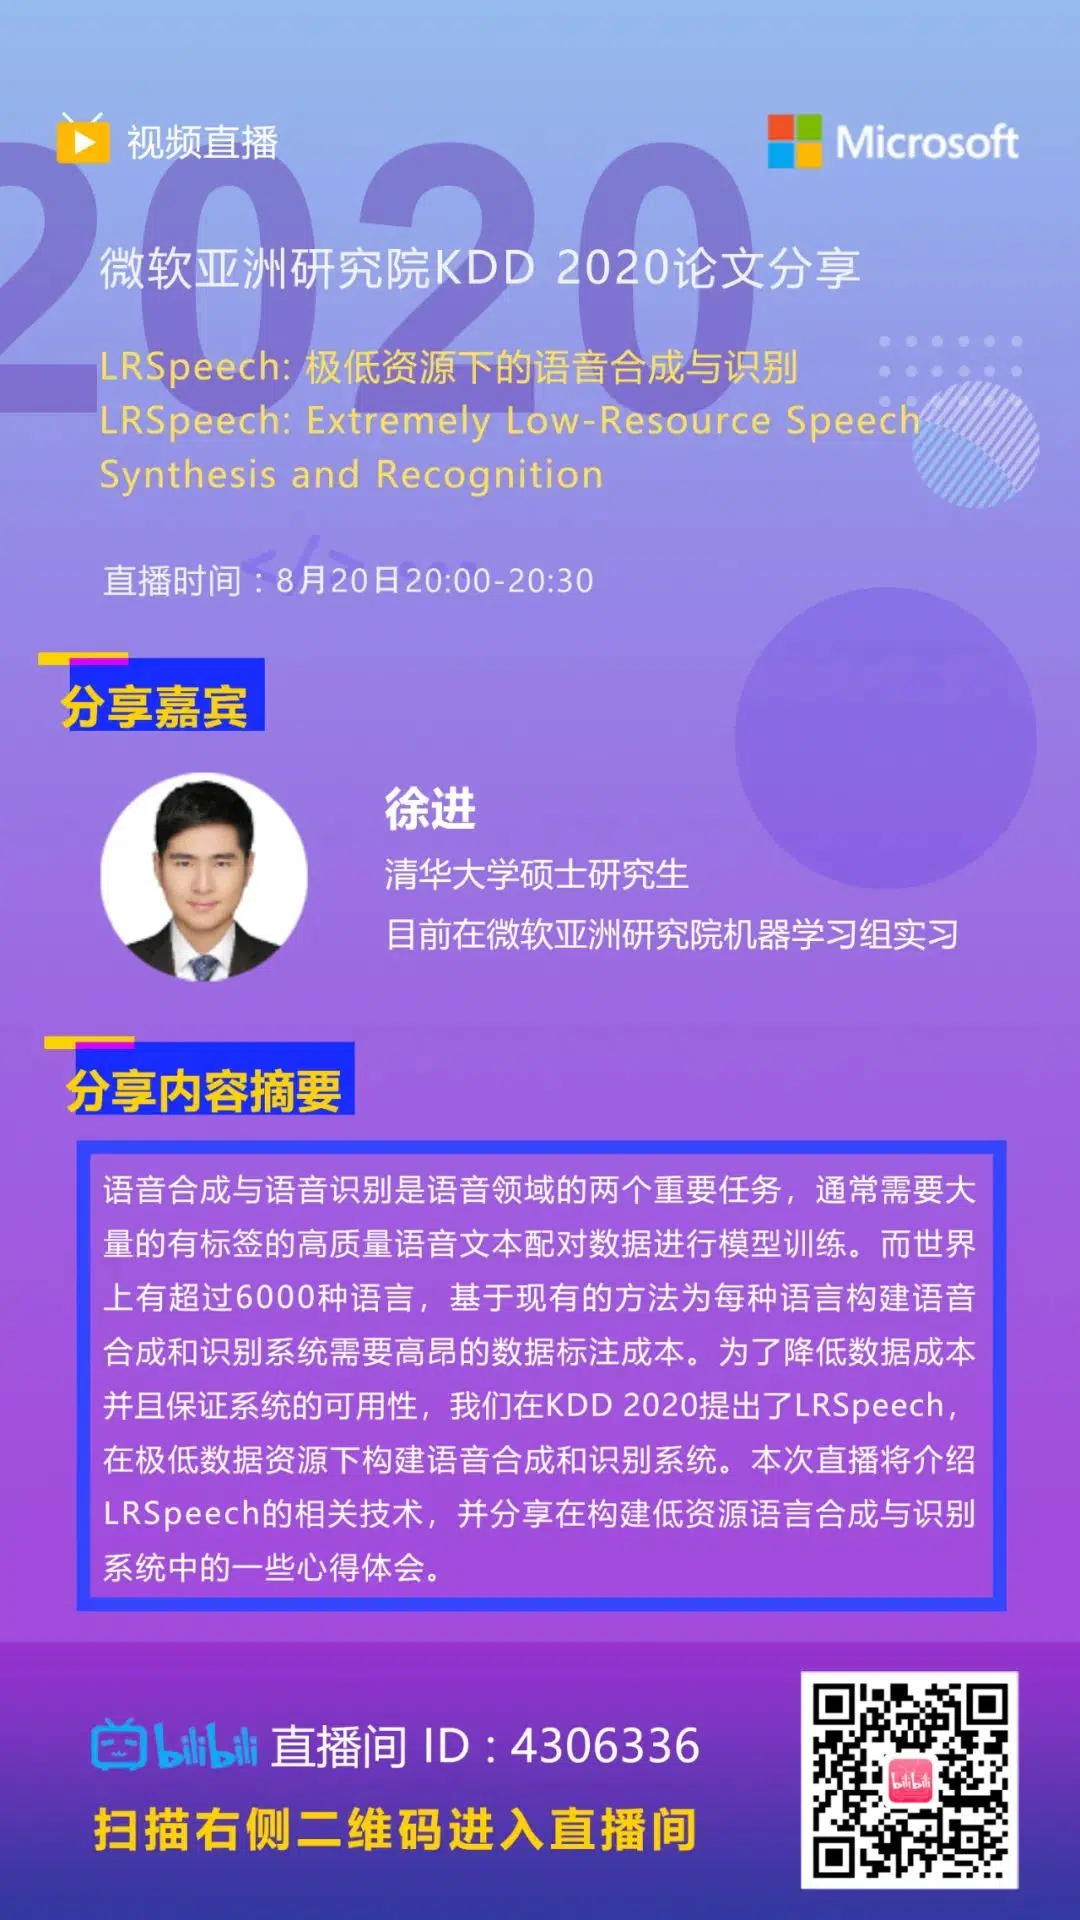 视频直播
Microsoft
2020
微软亚洲研究院KDD 2020论文分享
LRSpeech: 极低资源下的语音合成与识别
LRSpeech: Extremely Low-Resource Speech
Synthesis and Recognition
</>
直播时间：8月20日20:00-20:30
分享嘉宾
徐进
清华大学硕士研究生
目前在微软亚洲研究院机器学习组实习
分享内容摘要
语音合成与语音识别是语音领域的两个重要任务，通常需要大
量的有标签的高质量语音文本配对数据进行模型训练。而世界
上有超过6000种语言，基于现有的方法为每种语言构建语音
合成和识别系统需要高昂的数据标注成本。为了降低数据成本
并且保证系统的可用性，我们在KDD 2020提出了LRSpeech，
在极低数据资源下构建语音合成和识别系统。本次直播将介绍
LRSpeech的相关技术，并分享在构建低资源语言合成与识别
系统中的一些心得体会。
bilibili 直播间 ID：4306336
扫描右侧二维码进入直播间
bilibili